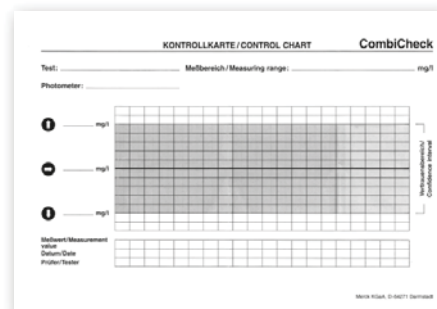 KONTROLLKARTE/CONTROL CHART CombiCheck
Test: Meßbereich/Measuring range: mg/l
Photometer:
mg/l
mg/l
mg/l
Vertrauensbereich/
Confidence interval
Meßwert/Measurement
value
Datum/Date
Prüfer/Tester
Merck KGaA, D-64271 Darmstadt